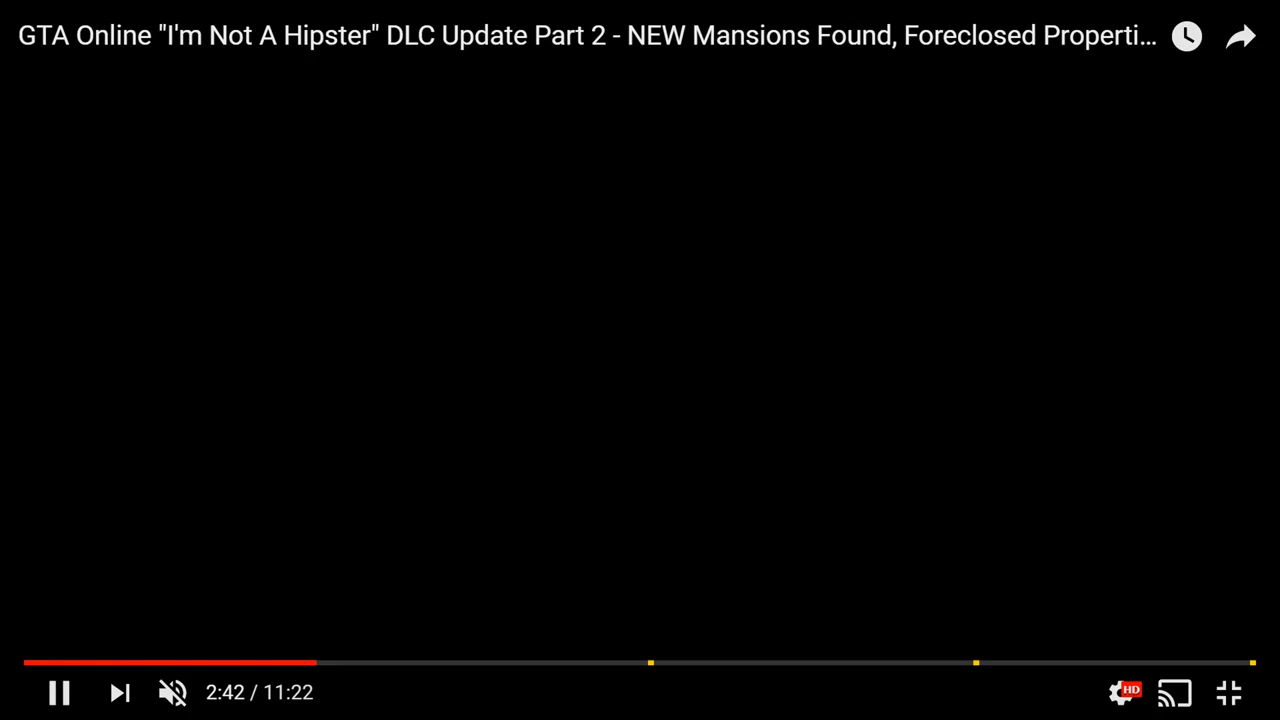 GTA Online "I'm Not A Hipster" DLC Update Part 2 - NEW Mansions Found, Foreclosed Properti...
HD
2:42 / 11:22